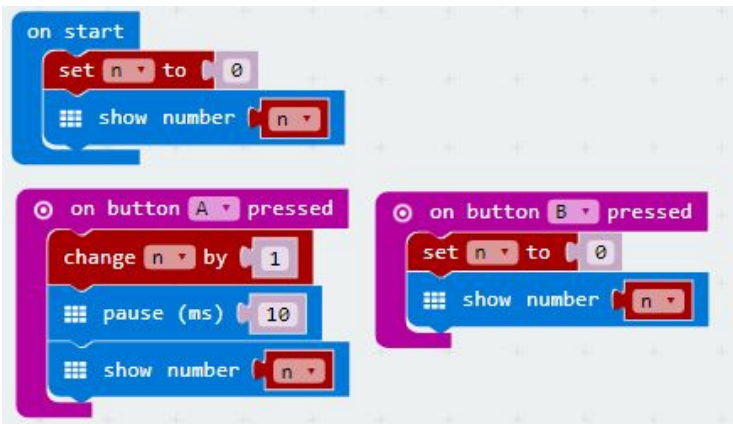 on start
set n to 0
show number n
on button A pressed
change n by 1
pause (ms) 10
show number n
on button B pressed
set n to 0
show number n